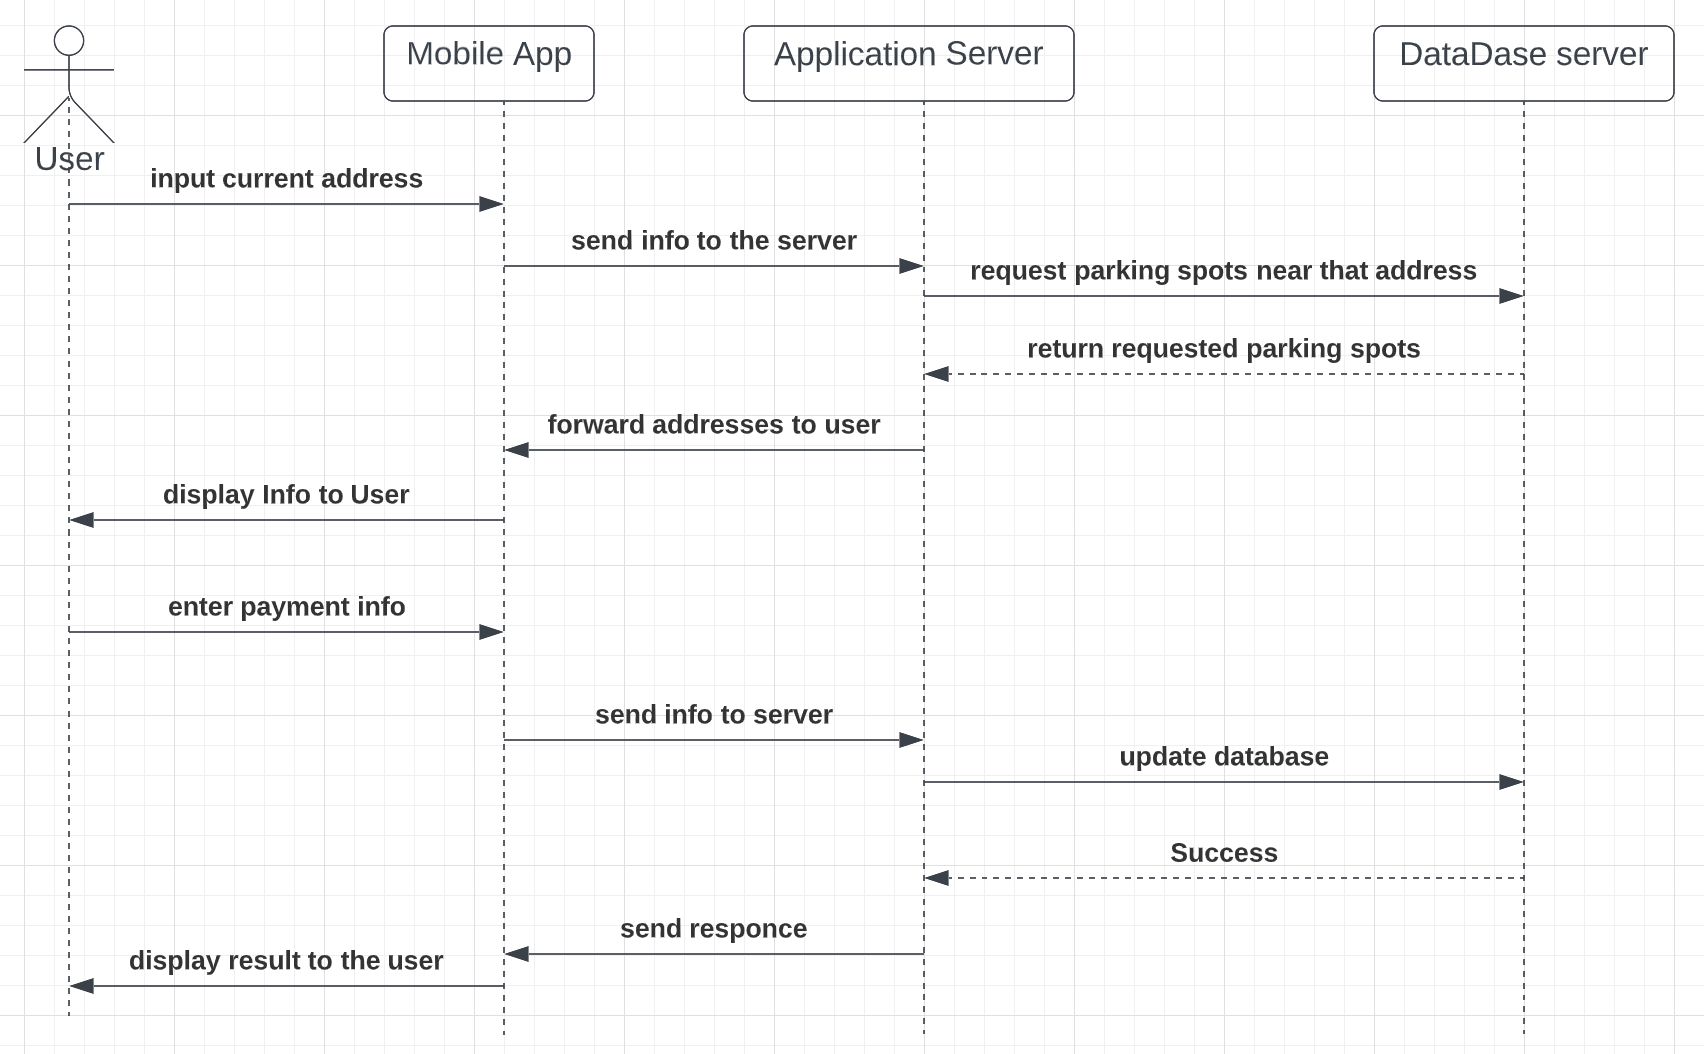 Mobile App
Application Server
DataDase server
User
input current address
send info to the server
request parking spots near that address
return requested parking spots
forward addresses to user
display Info to User
enter payment info
send info to server
update database
Success
send responce
display result to the user